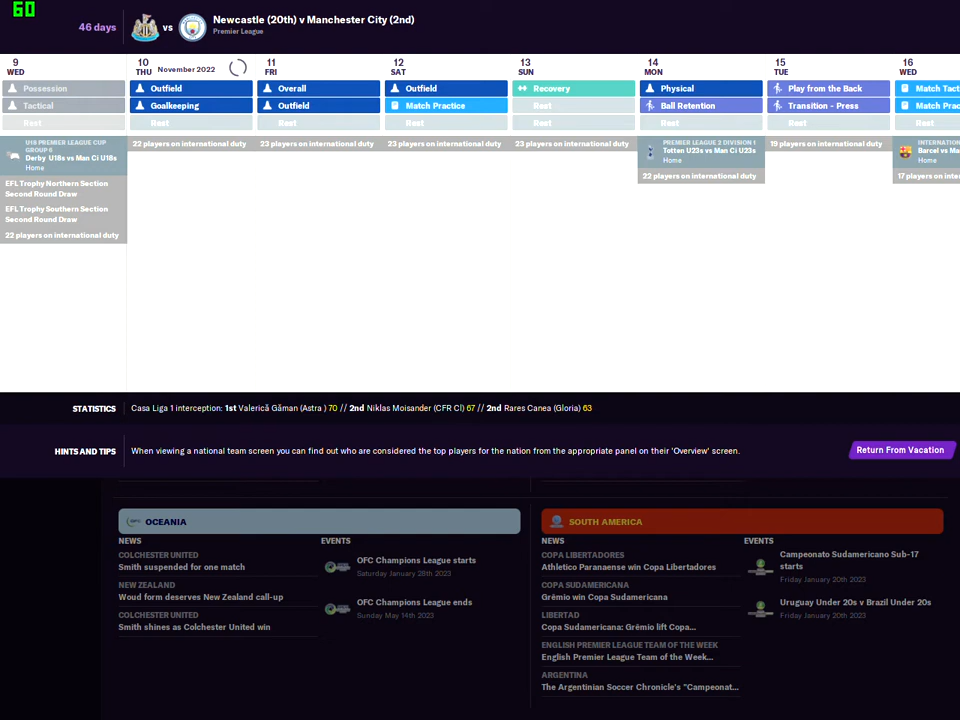 60
46 days
vs
Newcastle (20th) v Manchester City (2nd)
Premier League
9
WED
10
THU November 2022
11
FRI
12
SAT
13
SUN
14
MON
15
TUE
16
WED
Possession
Outfield
Overall
Outfield
Recovery
Physical
Play from the Back
Match Tact
Tactical
Goalkeeping
Outfield
Match Practice
Rest
Ball Retention
Transition - Press
Match Prac
Rest
Rest
Rest
Rest
Rest
Rest
Rest
Rest
U18 PREMIER LEAGUE CUP
GROUP 6
Derby U18s vs Man Ci U18s
Home
EFL Trophy Northern Section
Second Round Draw
EFL Trophy Southern Section
Second Round Draw
22 players on international duty
22 players on international duty
23 players on international duty
23 players on international duty
23 players on international duty
PREMIER LEAGUE 2 DIVISION 1
Totten U23s vs Man Ci U23s
Home
22 players on international duty
19 players on international duty
INTERNATION
Barcel vs Ma
Home
17 players on inter
STATISTICS
Casa Liga 1 interception: 1st Valerică Găman (Astra ) 70 // 2nd Niklas Moisander (CFR Cl) 67 // 2nd Rares Canea (Gloria) 63
HINTS AND TIPS
When viewing a national team screen you can find out who are considered the top players for the nation from the appropriate panel on their 'Overview' screen.
Return From Vacation
OCEANIA
NEWS
COLCHESTER UNITED
Smith suspended for one match
NEW ZEALAND
Woud form deserves New Zealand call-up
COLCHESTER UNITED
Smith shines as Colchester United win
EVENTS
OFC Champions League starts
Saturday January 28th 2023
OFC Champions League ends
Sunday May 14th 2023
SOUTH AMERICA
NEWS
COPA LIBERTADORES
Athletico Paranaense win Copa Libertadores
COPA SUDAMERICANA
Grêmio win Copa Sudamericana
LIBERTAD
Copa Sudamericana: Grêmio lift Copa...
ENGLISH PREMIER LEAGUE TEAM OF THE WEEK
English Premier League Team of the Week...
ARGENTINA
The Argentinian Soccer Chronicle's "Campeonat...
EVENTS
Campeonato Sudamericano Sub-17
starts
Friday January 20th 2023
Uruguay Under 20s v Brazil Under 20s
Friday January 20th 2023